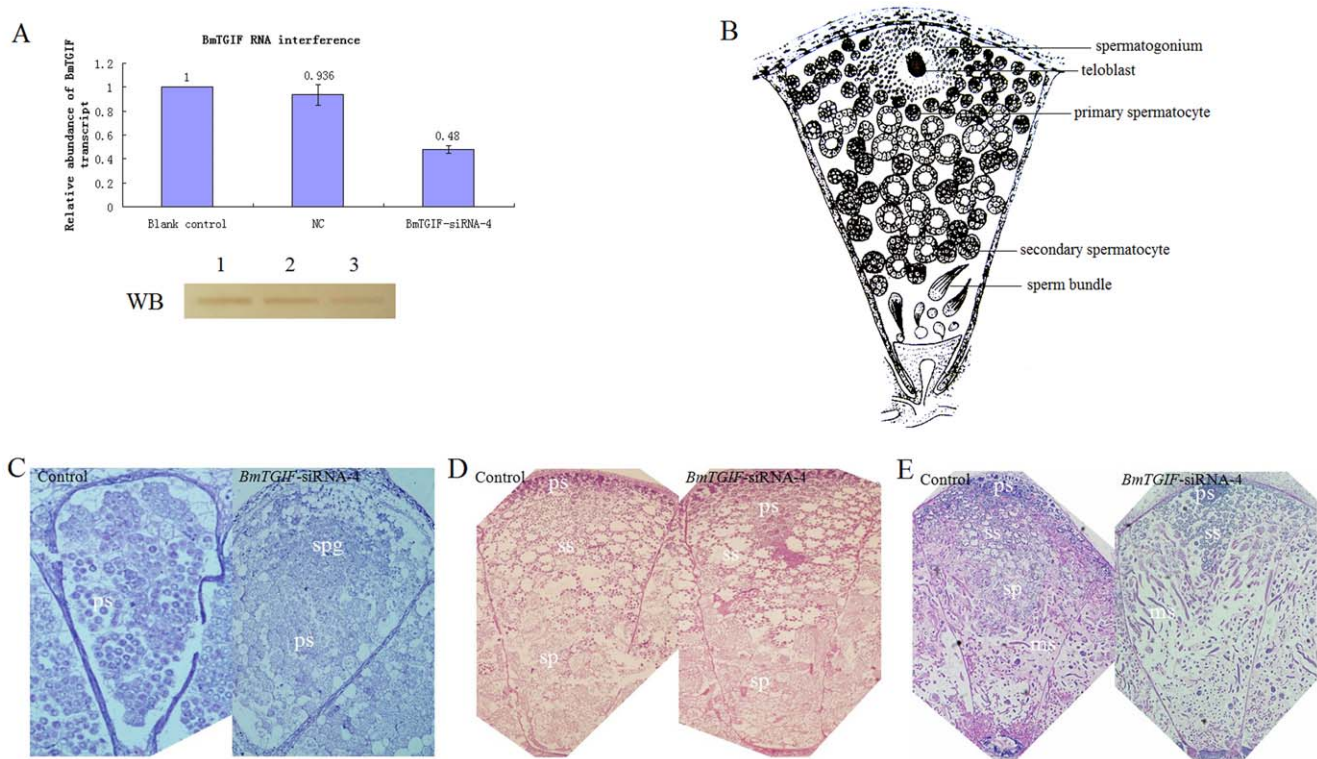 A
BmTGIF RNA interference
Relative abundance of BmTGIF
transcript
1.2
1
0.8
0.6
0.4
0.2
0
1
0.936
0.48
Blank control
NC
BmTGIF-siRNA-4
1 2 3
WB
B
spermatogonium
teloblast
primary spermatocyte
secondary spermatocyte
sperm bundle
C
Control
BmTGIF-siRNA-4
ps
spg
ps
D
Control
BmTGIF-siRNA-4
ps
ss
sp
ps
ss
sp
E
Control
BmTGIF-siRNA-4
ps
ss
sp
ms
ps
ss
ms